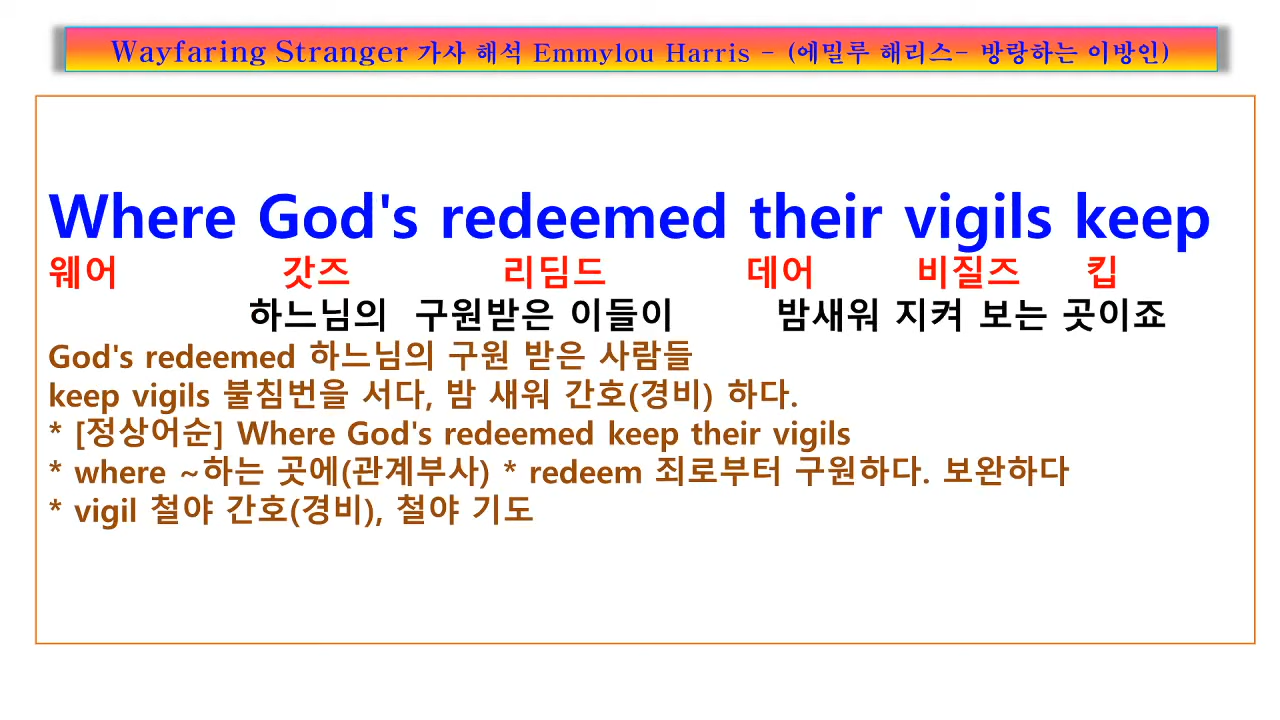 Wayfaring Stranger 가사 해석 Emmylou Harris - (에밀루 해리스- 방랑하는 이방인)
Where God's redeemed their vigils keep
웨어 갓즈 리딤드 데어 비질즈 킵
하느님의 구원받은 이들이 밤새워 지켜 보는 곳이죠
God's redeemed 하느님의 구원 받은 사람들
keep vigils 불침번을 서다, 밤 새워 간호(경비) 하다.
* [정상어순] Where God's redeemed keep their vigils
* where ~하는 곳에(관계부사) * redeem 죄로부터 구원하다. 보완하다
* vigil 철야 간호(경비), 철야 기도